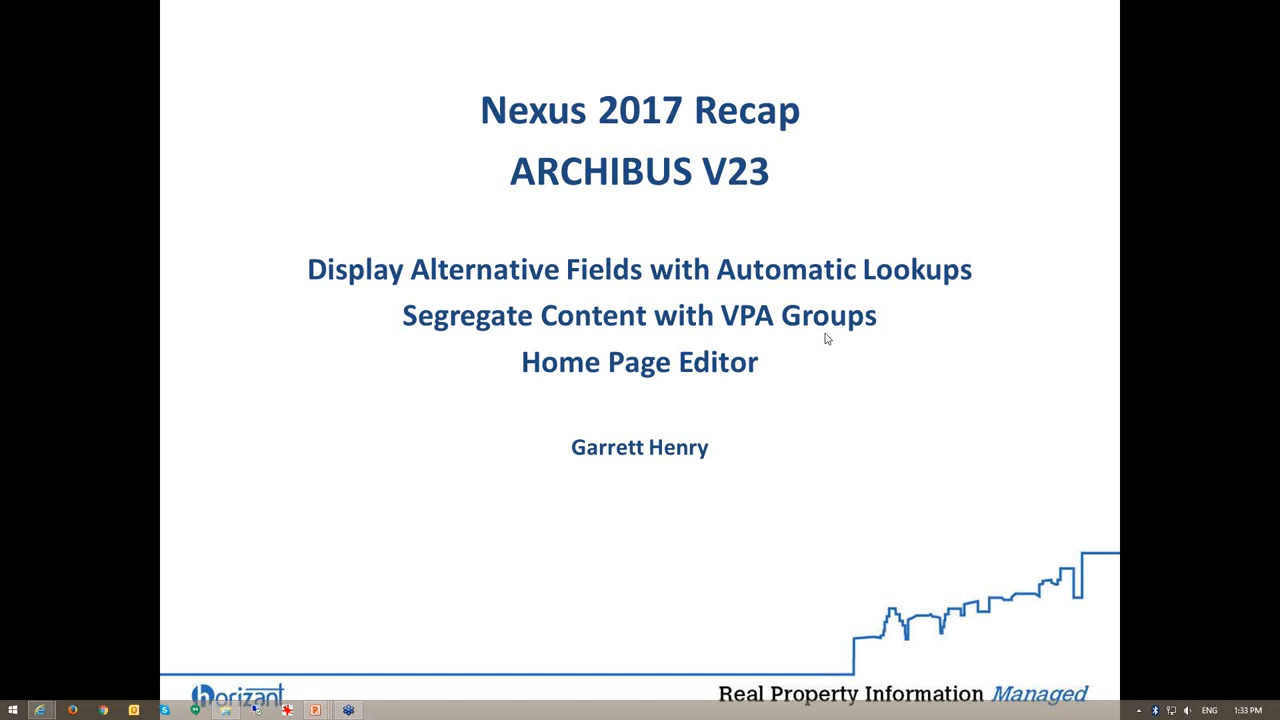 Nexus 2017 Recap
ARCHIBUS V23
Display Alternative Fields with Automatic Lookups
Segregate Content with VPA Groups
Home Page Editor
Garrett Henry
horizant
Real Property Information Managed
ENG
1:33 PM